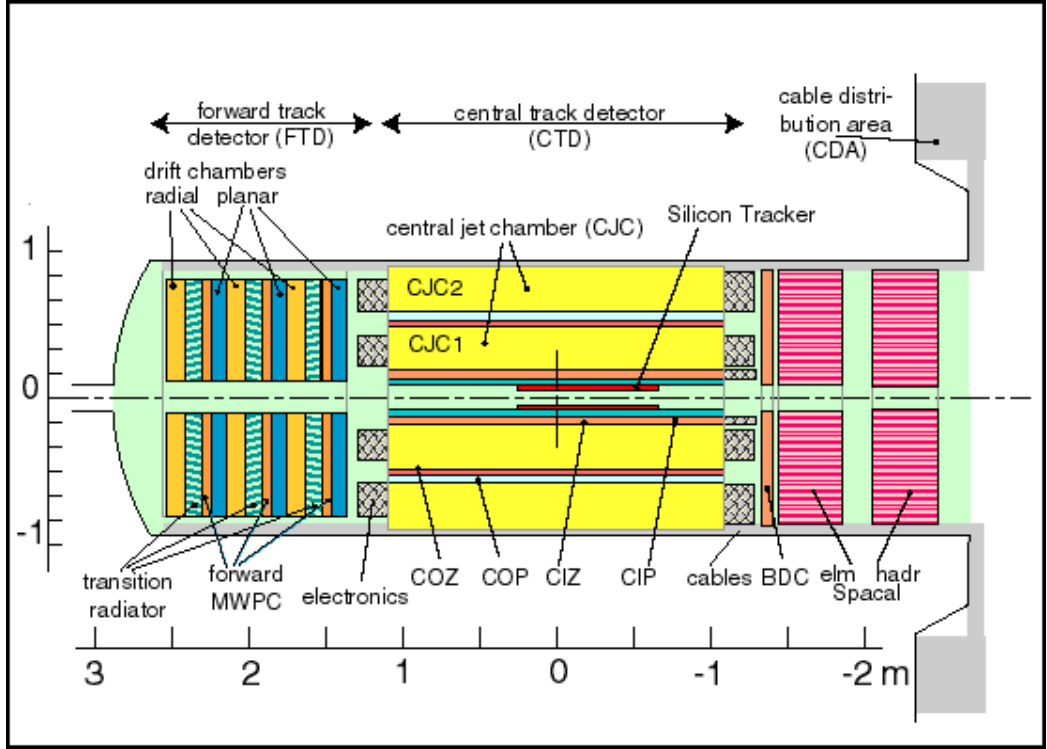 forward track
detector (FTD)
central track detector
(CTD)
cable distri-
bution area
(CDA)
drift chambers
radial planar
central jet chamber (CJC)
Silicon Tracker
1
0
-1
CJC2
CJC1
transition
radiator
forward
MWPC
electronics
COZ
COP
CIZ
CIP
cables
BDC
elm hadr
Spacal
3 2 1 0 -1 -2 m